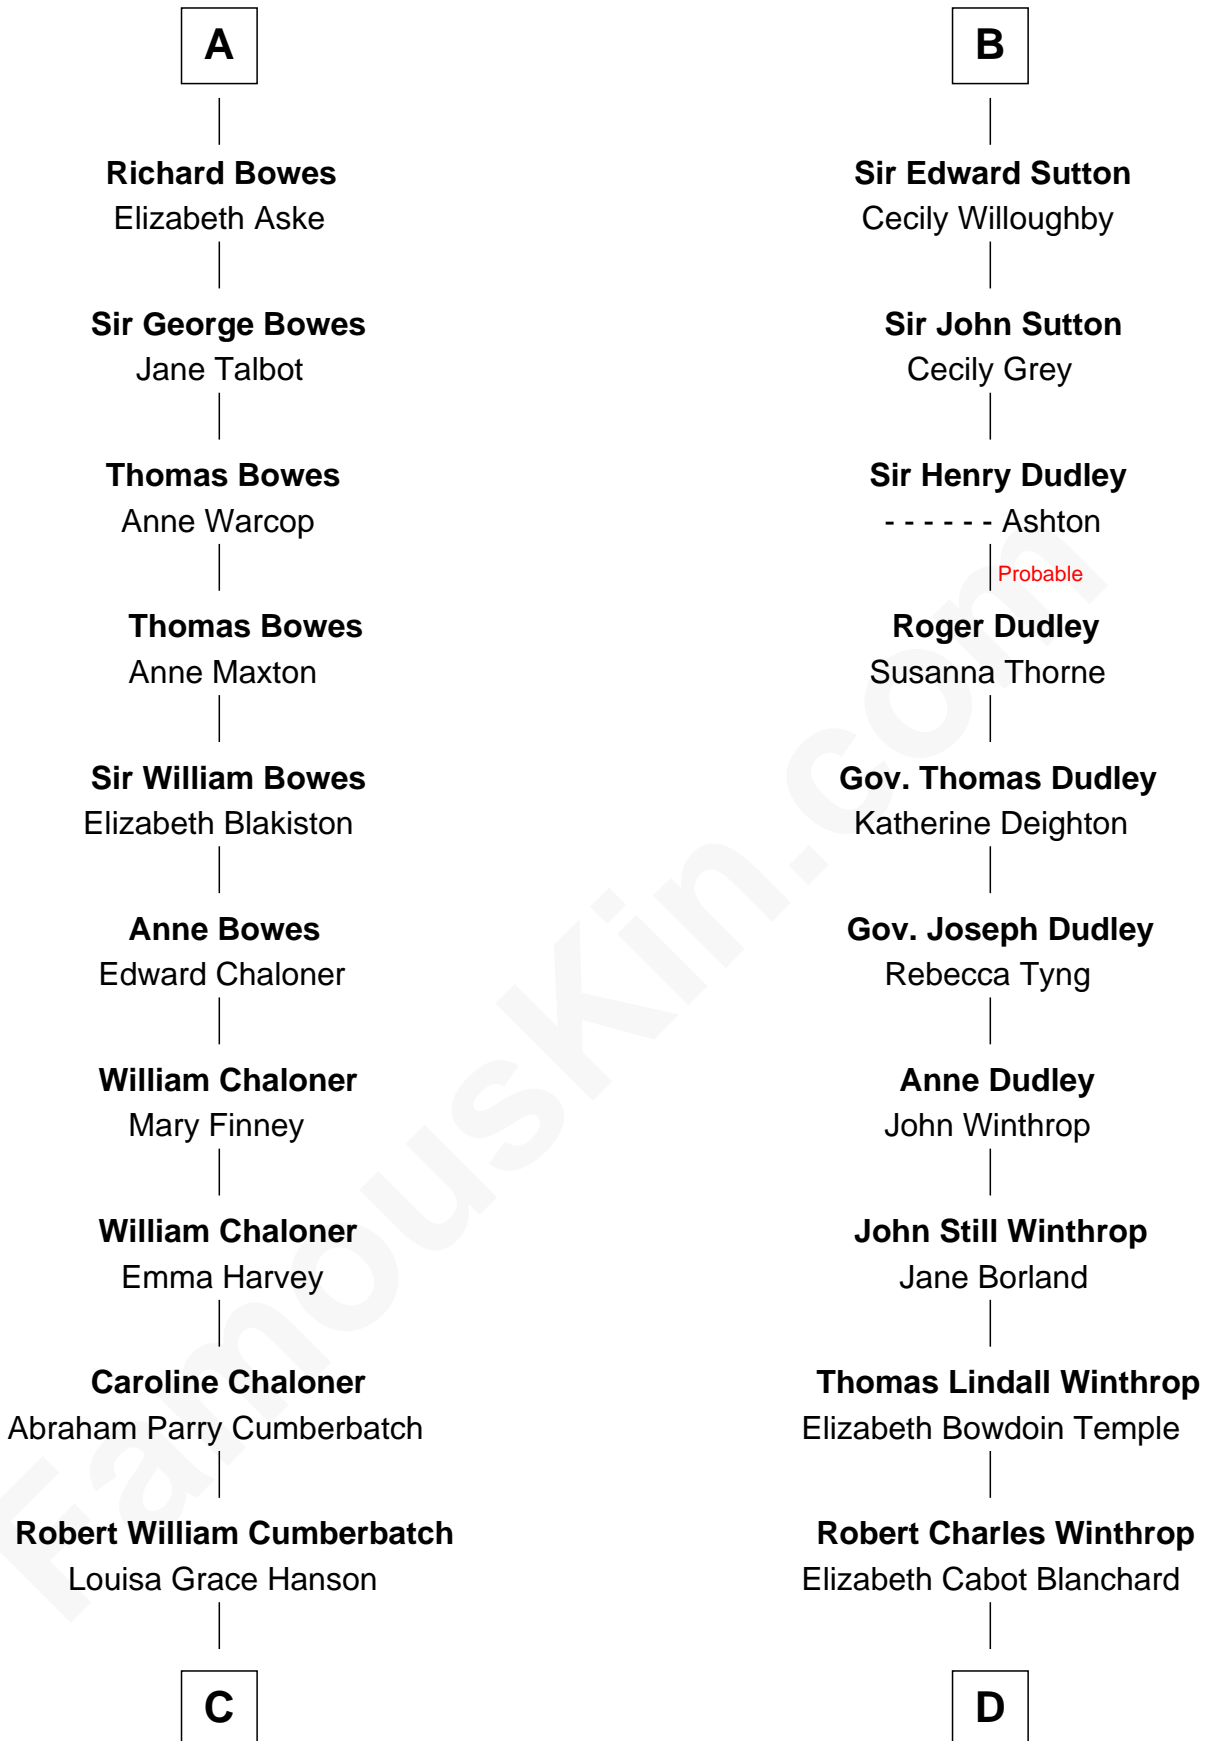 A
Richard Bowes
Elizabeth Aske
Sir George Bowes
Jane Talbot
Thomas Bowes
Anne Warcop
Thomas Bowes
Anne Maxton
Sir William Bowes
Elizabeth Blakiston
Anne Bowes
Edward Chaloner
William Chaloner
Mary Finney
William Chaloner
Emma Harvey
Caroline Chaloner
Abraham Parry Cumberbatch
Robert William Cumberbatch
Louisa Grace Hanson
C
B
Sir Edward Sutton
Cecily Willoughby
Sir John Sutton
Cecily Grey
Sir Henry Dudley
- - - - - - Ashton
Probable
Roger Dudley
Susanna Thorne
Gov. Thomas Dudley
Katherine Deighton
Gov. Joseph Dudley
Rebecca Tyng
Anne Dudley
John Winthrop
John Still Winthrop
Jane Borland
Thomas Lindall Winthrop
Elizabeth Bowdoin Temple
Robert Charles Winthrop
Elizabeth Cabot Blanchard
D
FamousKin.com